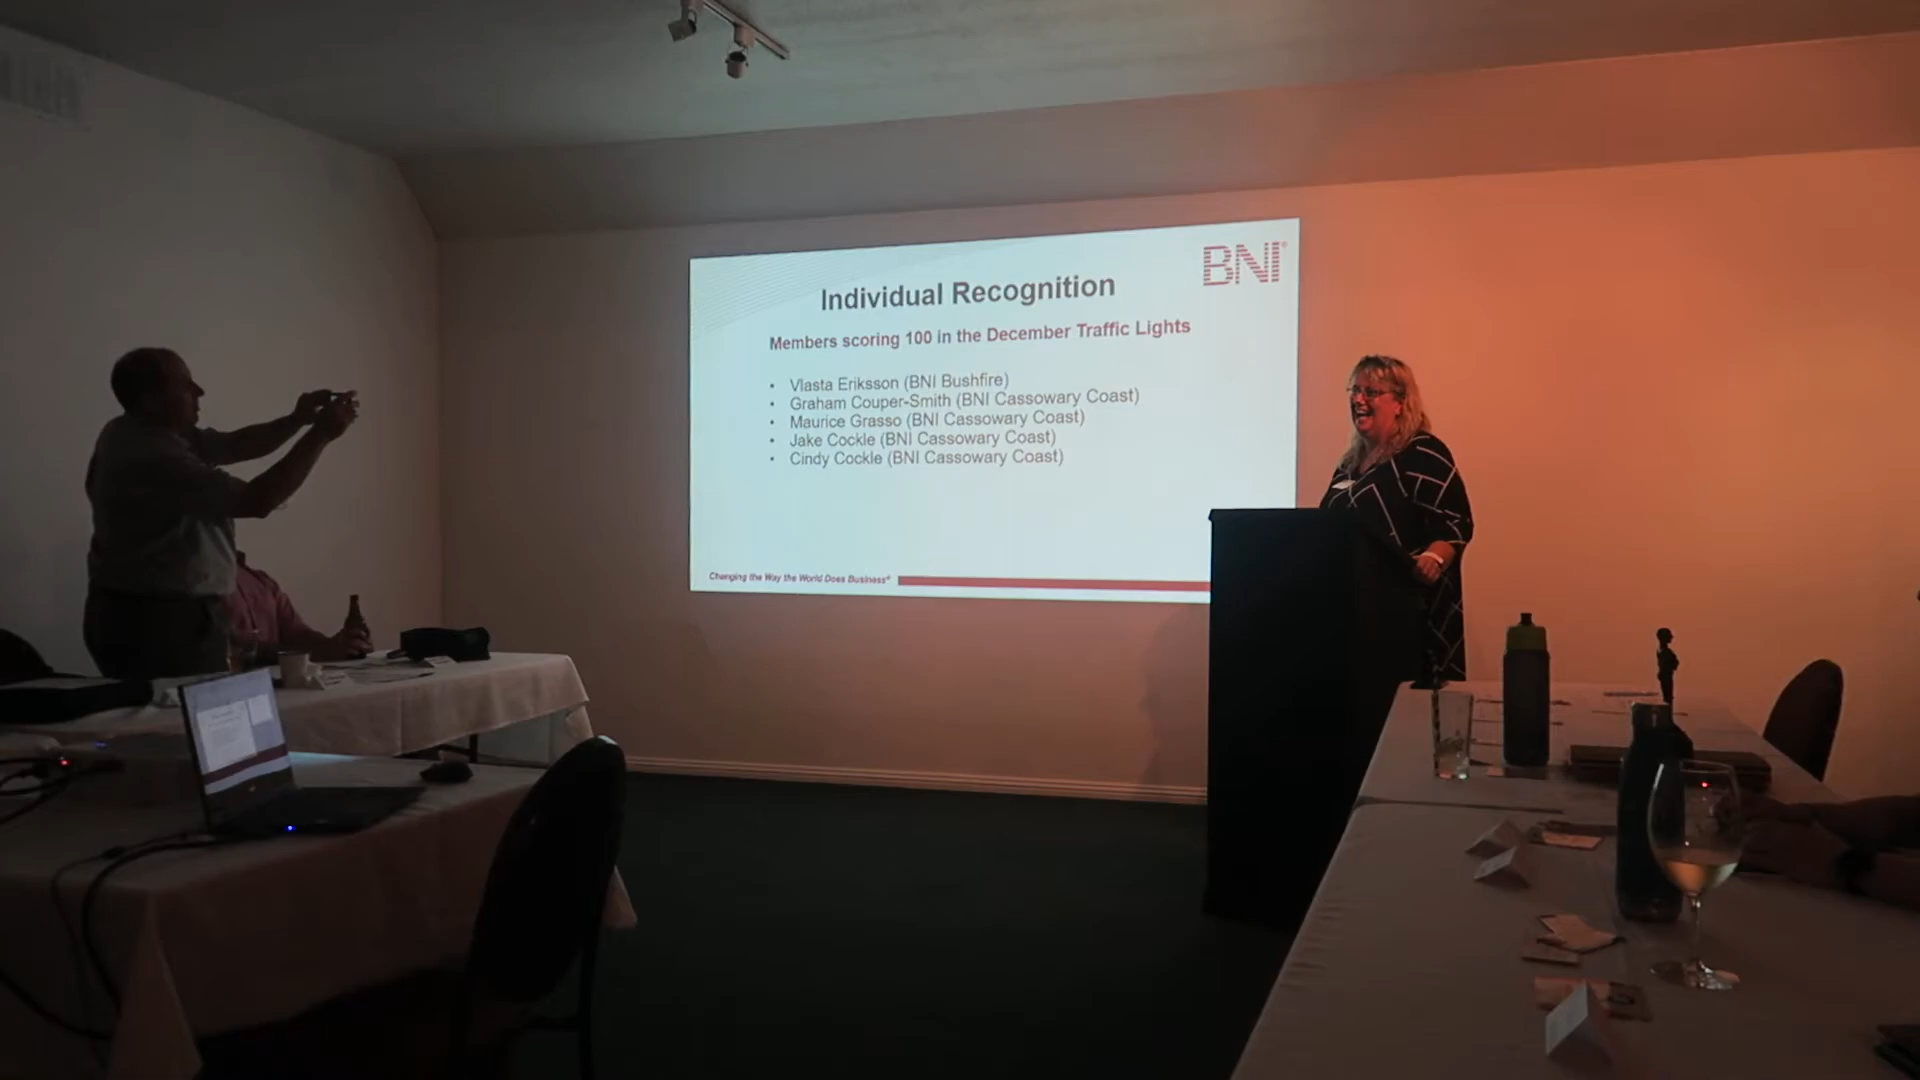 BNI®
Individual Recognition
Members scoring 100 in the December Traffic Lights
• Vlasta Eriksson (BNI Bushfire)
• Graham Couper-Smith (BNI Cassowary Coast)
• Maurice Grasso (BNI Cassowary Coast)
• Jake Cockle (BNI Cassowary Coast)
• Cindy Cockle (BNI Cassowary Coast)
Changing the Way the World Does Business®